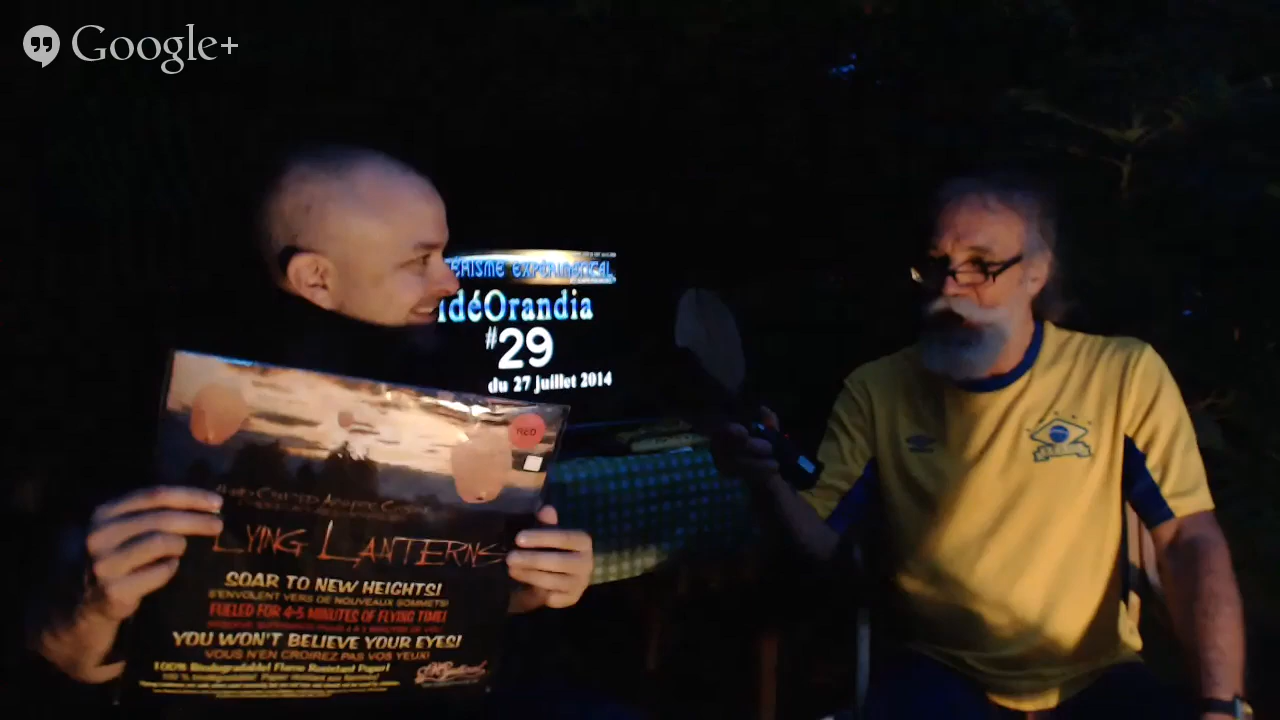 Google+
ÉRISME EXPÉRIMENTAL
idéOrandia
#29
du 27 juillet 2014
RED
LYING LANTERNS
SOAR TO NEW HEIGHTS!
S'ENVOLENT VERS DE NOUVEAUX SOMMETS!
FUELED FOR 4-5 MINUTES OF FLYING TIME!
YOU WON'T BELIEVE YOUR EYES!
VOUS N'EN CROIREZ PAS VOS YEUX!
100% Biodegradable! Flame Resistant Paper!